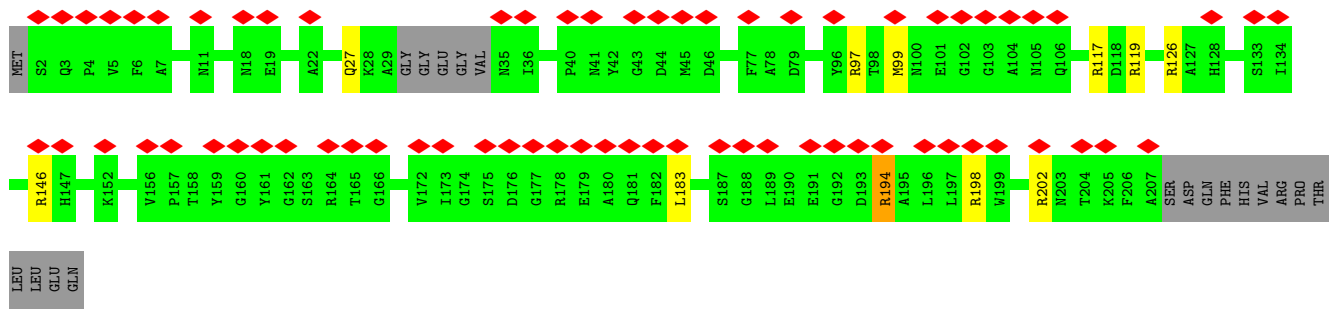 MET S2 Q3 P4 V5 F6 A7 N11 N18 E19 A22 Q27 K28 A29 GLY GLY GLU GLY VAL N35 I36 P40 N41 Y42 G43 D44 M45 D46 F77 A78 D79 Y96 R97 T98 M99 N100 E101 G102 G103 A104 N105 Q106 R117 D118 R119 R126 A127 H128 S133 I134
R146 H147 K152 V156 P157 T158 Y159 G160 Y161 G162 S163 R164 T165 G166 V172 I173 G174 S175 D176 G177 R178 E179 A180 Q181 F182 L183 S187 G188 L189 E190 E191 G192 D193 R194 A195 L196 L197 R198 W199 R202 N203 T204 K205 F206 A207 SER ASP GLN PHE HIS VAL ARG PRO THR
LEU LEU GLU GLN